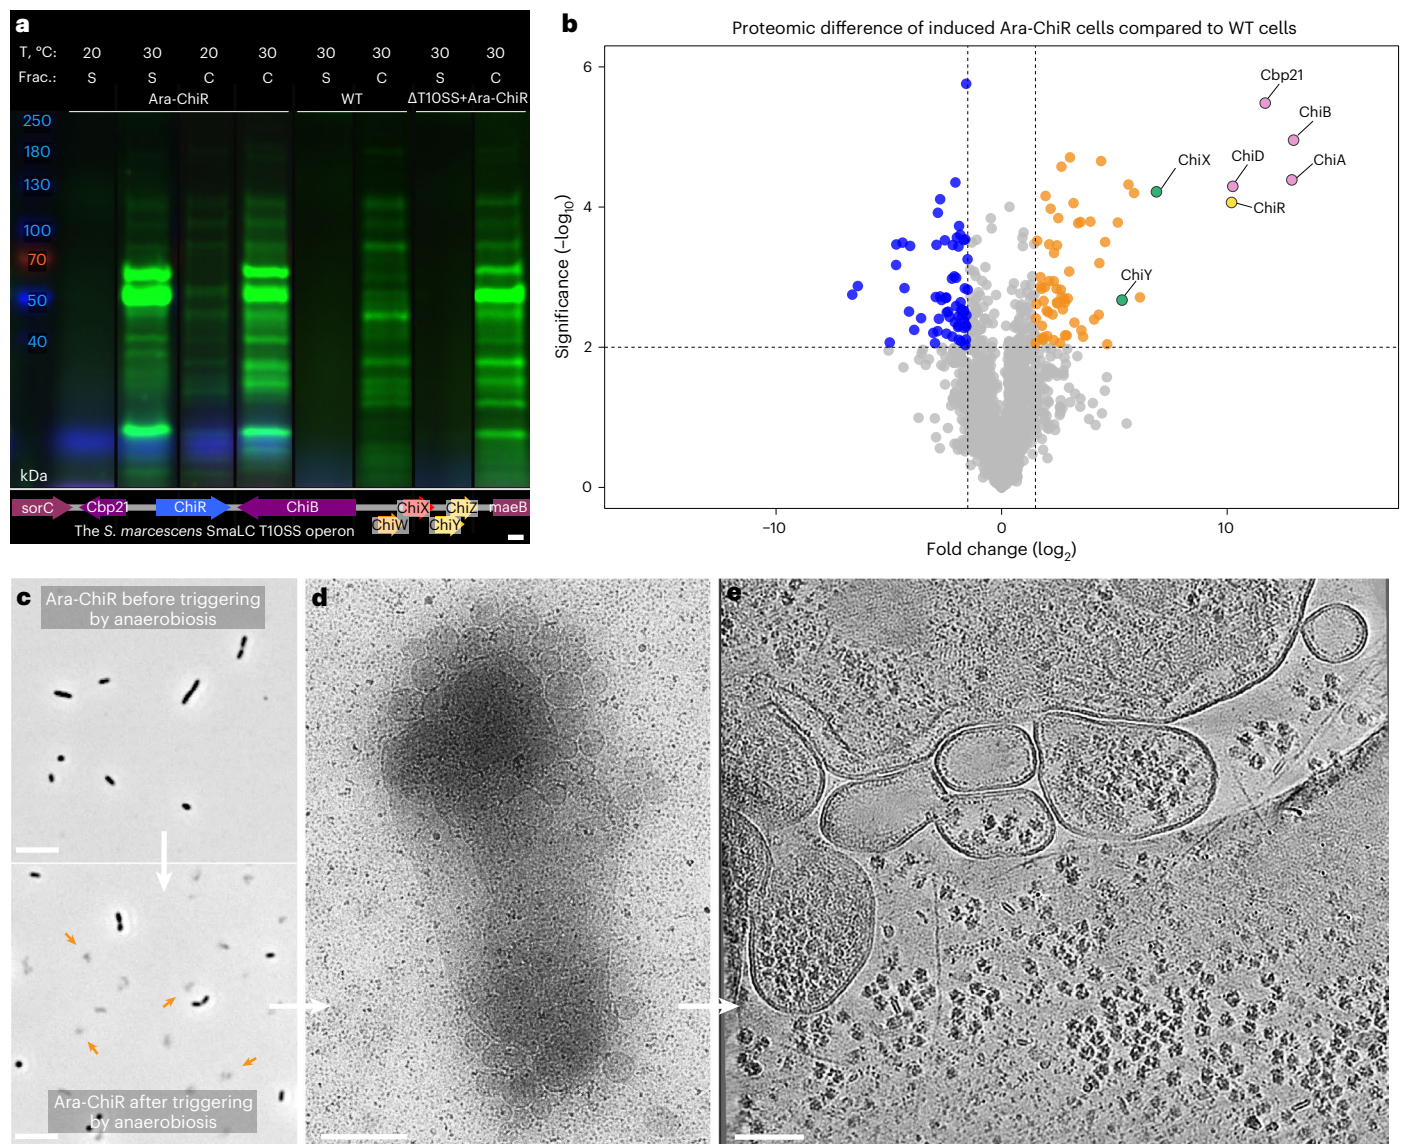 a
T, °C: 20 30 20 30 30 30 30 30
Frac.: S S C C S C S C
Ara-ChiR WT ΔT10SS+Ara-ChiR
250
180
130
100
70
50
40
kDa
sorC Cbp21 ChiR ChiB ChiW ChiX ChiY ChiZ maeB
The S. marcescens SmaLC T10SS operon
b
Proteomic difference of induced Ara-ChiR cells compared to WT cells
Significance (–log10)
6
4
2
0
Cbp21
ChiB
ChiX
ChiD
ChiA
ChiR
ChiY
–10 0 10
Fold change (log2)
c
Ara-ChiR before triggering
by anaerobiosis
Ara-ChiR after triggering
by anaerobiosis
d
e